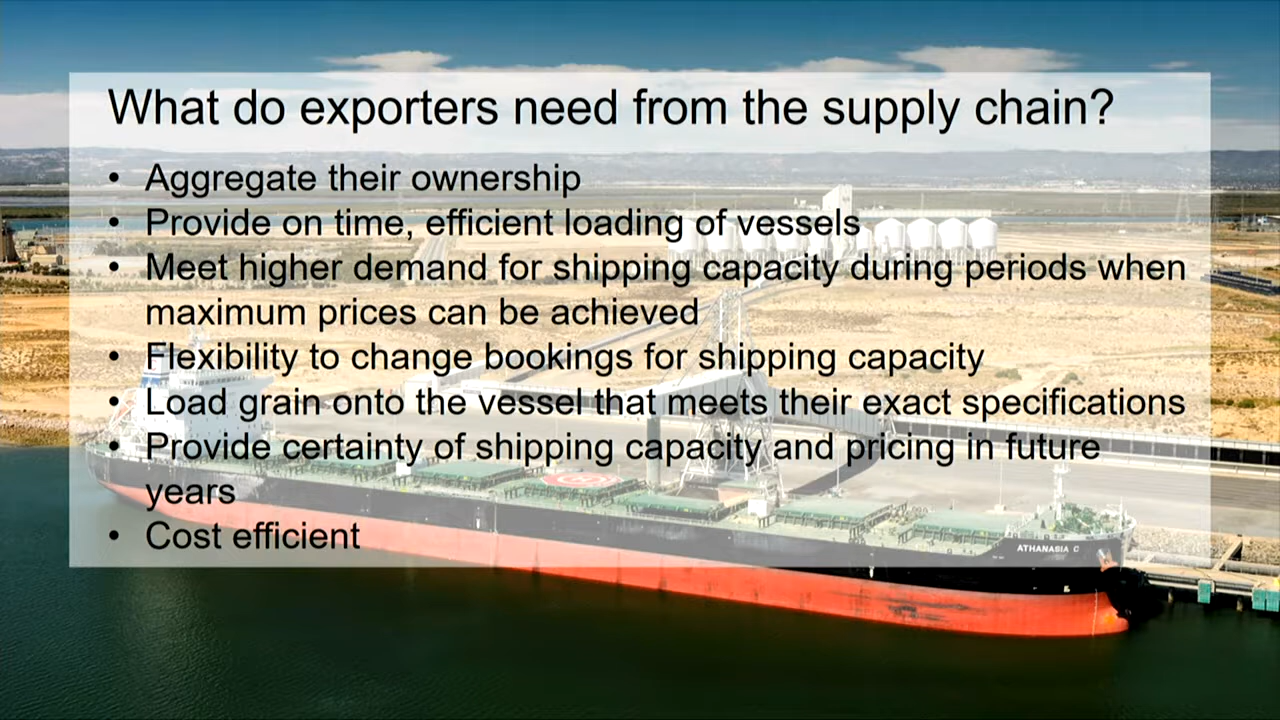 What do exporters need from the supply chain?
• Aggregate their ownership
• Provide on time, efficient loading of vessels
• Meet higher demand for shipping capacity during periods when
maximum prices can be achieved
• Flexibility to change bookings for shipping capacity
• Load grain onto the vessel that meets their exact specifications
• Provide certainty of shipping capacity and pricing in future
years
• Cost efficient
ATHANASIA C